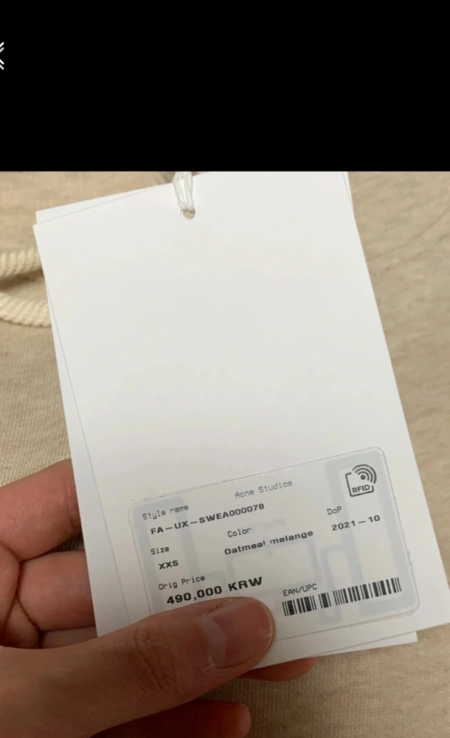 Acne Studios
Style name
FA-UX-SWEA000078
Color
DoP
Oatmeal melange
2021-10
Size
XXS
Orig Price
490,000 KRW
EAN/UPC
RFID